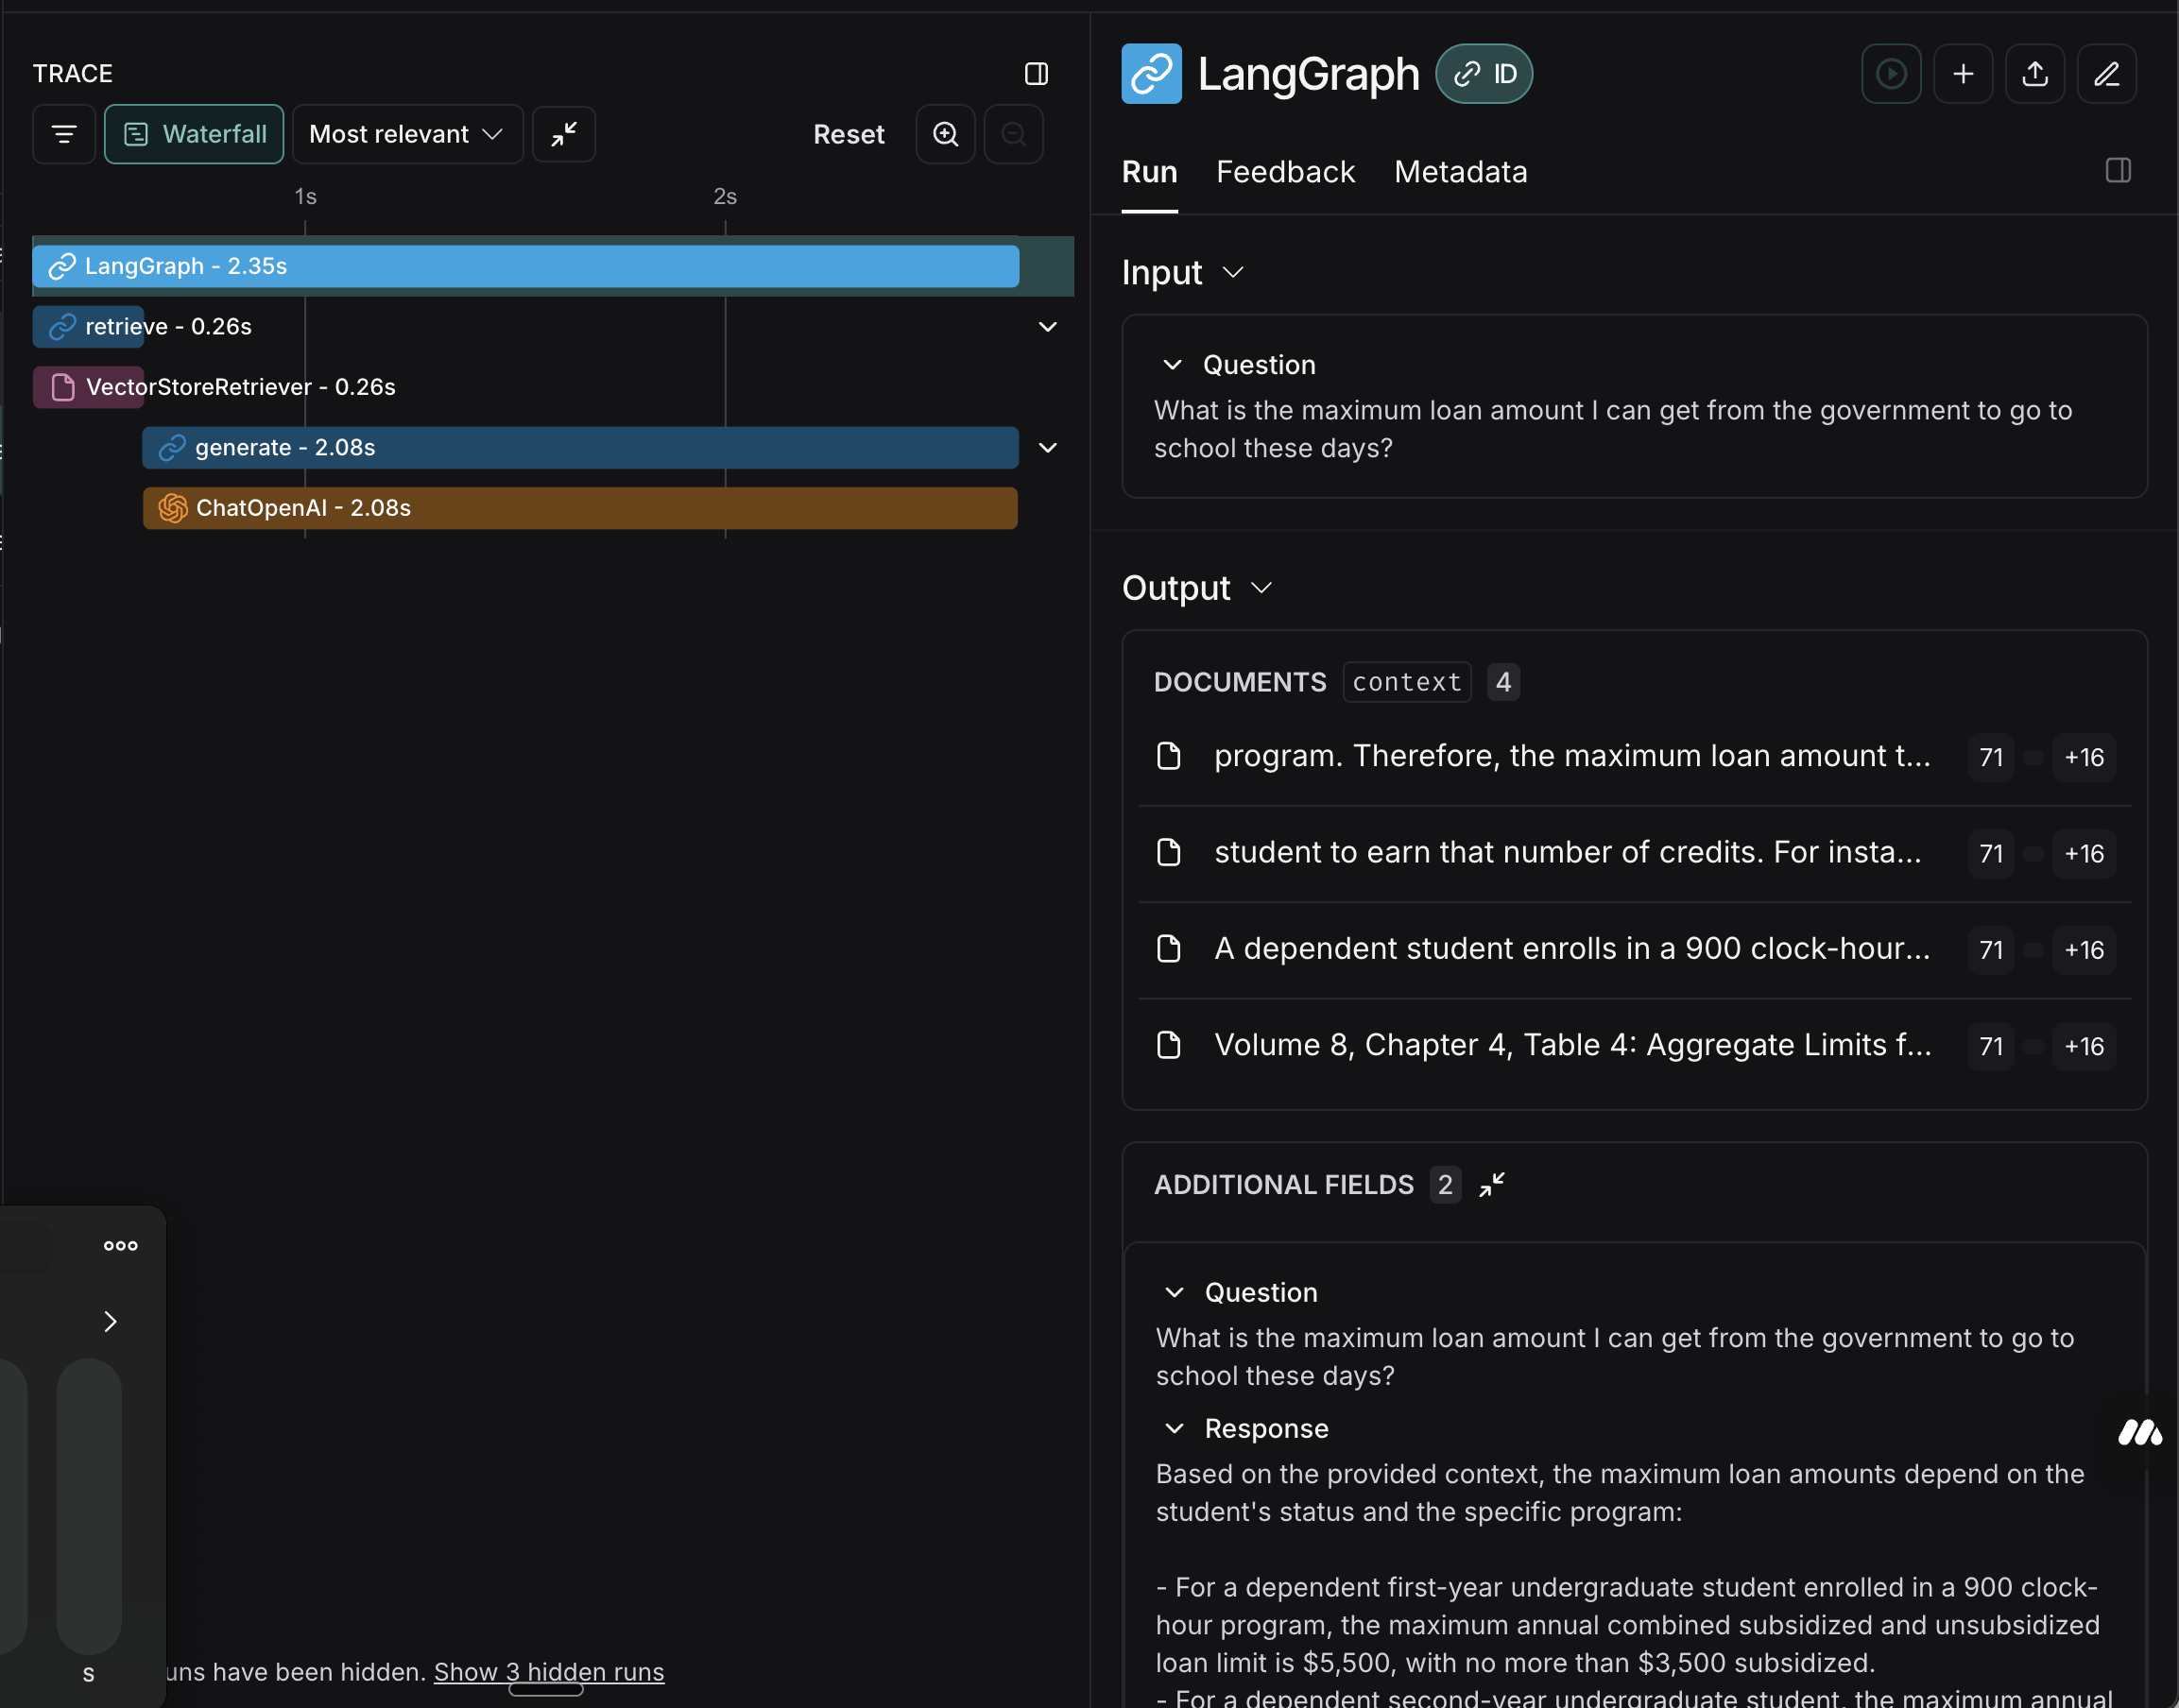 TRACE
Waterfall
Most relevant
Reset
1s
2s
LangGraph - 2.35s
retrieve - 0.26s
VectorStoreRetriever - 0.26s
generate - 2.08s
ChatOpenAI - 2.08s
s
uns have been hidden. Show 3 hidden runs
LangGraph
ID
Run
Feedback
Metadata
Input
Question
What is the maximum loan amount I can get from the government to go to
school these days?
Output
DOCUMENTS context 4
program. Therefore, the maximum loan amount t... 71 +16
student to earn that number of credits. For insta... 71 +16
A dependent student enrolls in a 900 clock-hour... 71 +16
Volume 8, Chapter 4, Table 4: Aggregate Limits f... 71 +16
ADDITIONAL FIELDS 2
Question
What is the maximum loan amount I can get from the government to go to
school these days?
Response
Based on the provided context, the maximum loan amounts depend on the
student's status and the specific program:
- For a dependent first-year undergraduate student enrolled in a 900 clock-
hour program, the maximum annual combined subsidized and unsubsidized
loan limit is $5,500, with no more than $3,500 subsidized.
- For a dependent second-year undergraduate student, the maximum annual